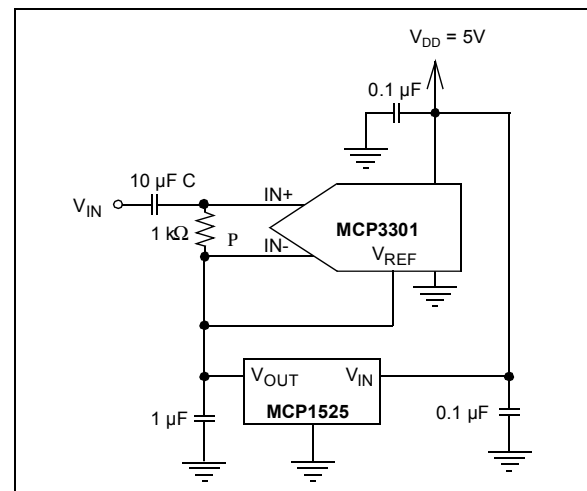 V_DD = 5V
0.1 µF
10 µF C
IN+
V_IN
MCP3301
1 kΩ
P
IN-
V_REF
V_OUT
V_IN
MCP1525
1 µF
0.1 µF